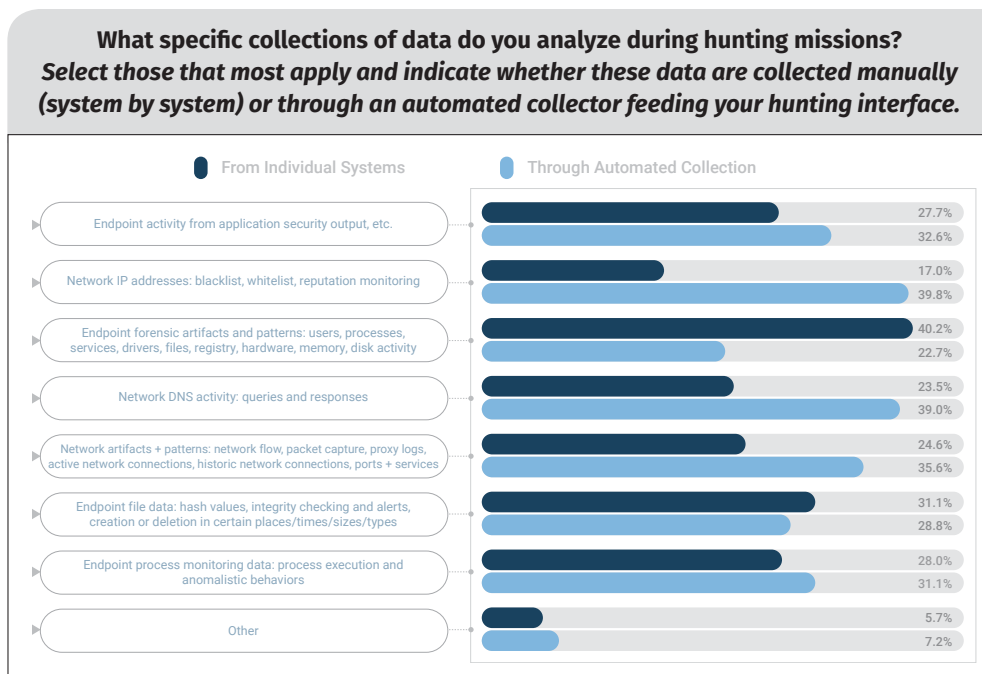 What specific collections of data do you analyze during hunting missions?
Select those that most apply and indicate whether these data are collected manually
(system by system) or through an automated collector feeding your hunting interface.
From Individual Systems
Through Automated Collection
Endpoint activity from application security output, etc.
27.7%
32.6%
Network IP addresses: blacklist, whitelist, reputation monitoring
17.0%
39.8%
Endpoint forensic artifacts and patterns: users, processes,
services, drivers, files, registry, hardware, memory, disk activity
40.2%
22.7%
Network DNS activity: queries and responses
23.5%
39.0%
Network artifacts + patterns: network flow, packet capture, proxy logs,
active network connections, historic network connections, ports + services
24.6%
35.6%
Endpoint file data: hash values, integrity checking and alerts,
creation or deletion in certain places/times/sizes/types
31.1%
28.8%
Endpoint process monitoring data: process execution and
anomalistic behaviors
28.0%
31.1%
Other
5.7%
7.2%